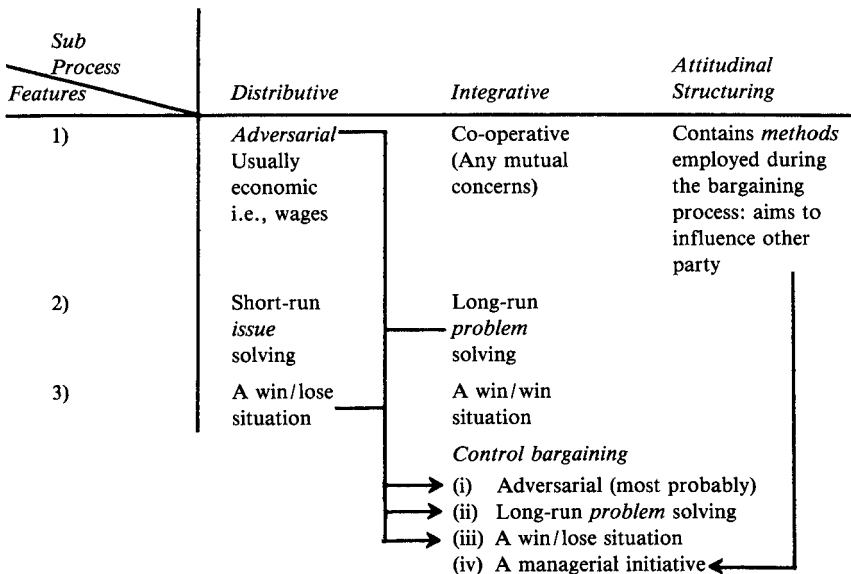 Sub
Process
Features
Distributive
Integrative
Attitudinal
Structuring
1)
Adversarial
Usually
economic
i.e., wages
Co-operative
(Any mutual
concerns)
Contains methods
employed during
the bargaining
process: aims to
influence other
party
2)
Short-run
issue
solving
Long-run
problem
solving
3)
A win/lose
situation
A win/win
situation
Control bargaining
(i) Adversarial (most probably)
(ii) Long-run problem solving
(iii) A win/lose situation
(iv) A managerial initiative